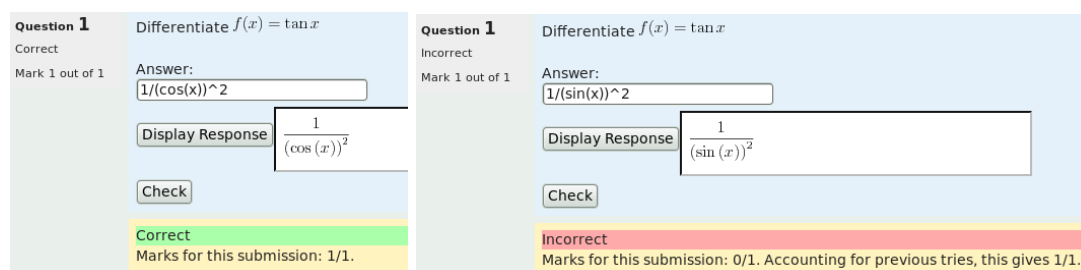 Question 1
Correct
Mark 1 out of 1
Differentiate f(x) = tan x
Answer:
1/(cos(x))^2
Display Response
1
(cos (x))²
Check
Correct
Marks for this submission: 1/1.
Question 1
Incorrect
Mark 1 out of 1
Differentiate f(x) = tan x
Answer:
1/(sin(x))^2
Display Response
1
(sin (x))²
Check
Incorrect
Marks for this submission: 0/1. Accounting for previous tries, this gives 1/1.